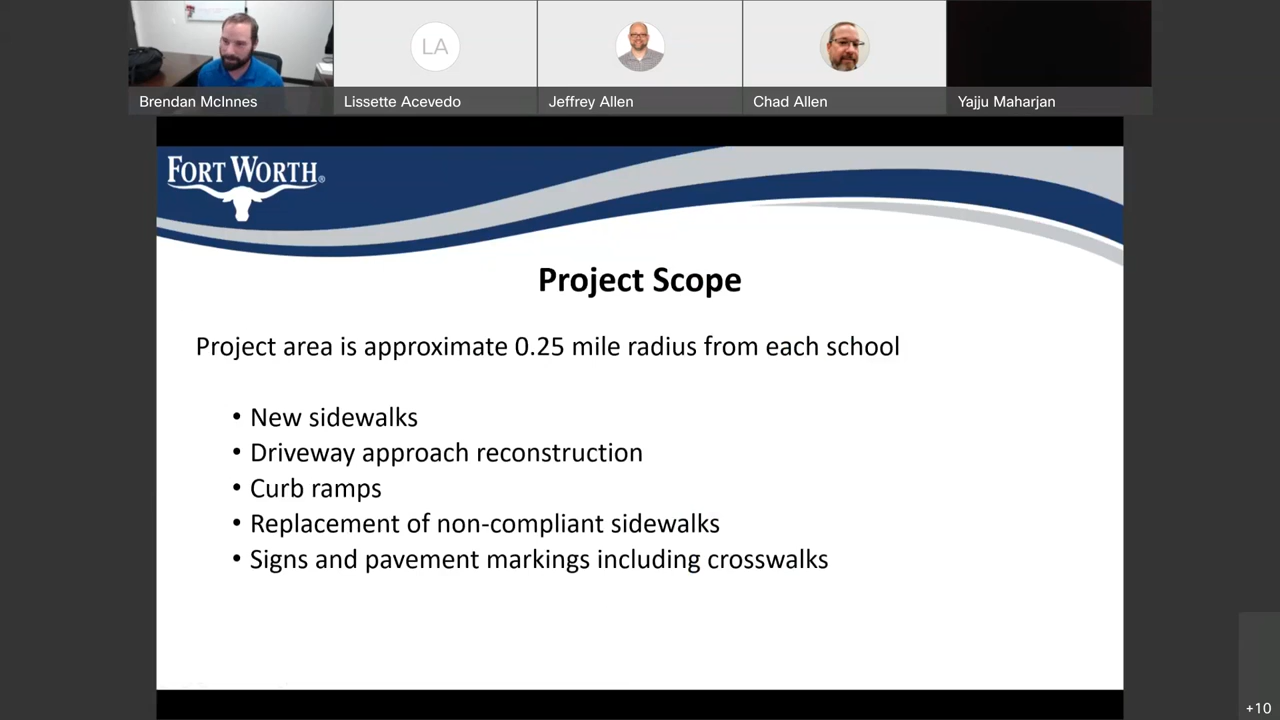 LA
Brendan McInnes
Lissette Acevedo
Jeffrey Allen
Chad Allen
Yajju Maharjan
FORT WORTH®
Project Scope
Project area is approximate 0.25 mile radius from each school
• New sidewalks
• Driveway approach reconstruction
• Curb ramps
• Replacement of non-compliant sidewalks
• Signs and pavement markings including crosswalks
+10